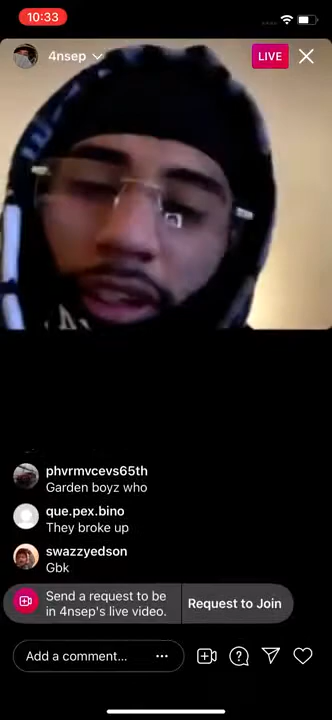 10:33
4nsep
LIVE
phvrmvcevs65th
Garden boyz who
que.pex.bino
They broke up
swazzyedson
Gbk
Send a request to be
in 4nsep's live video.
Request to Join
Add a comment...